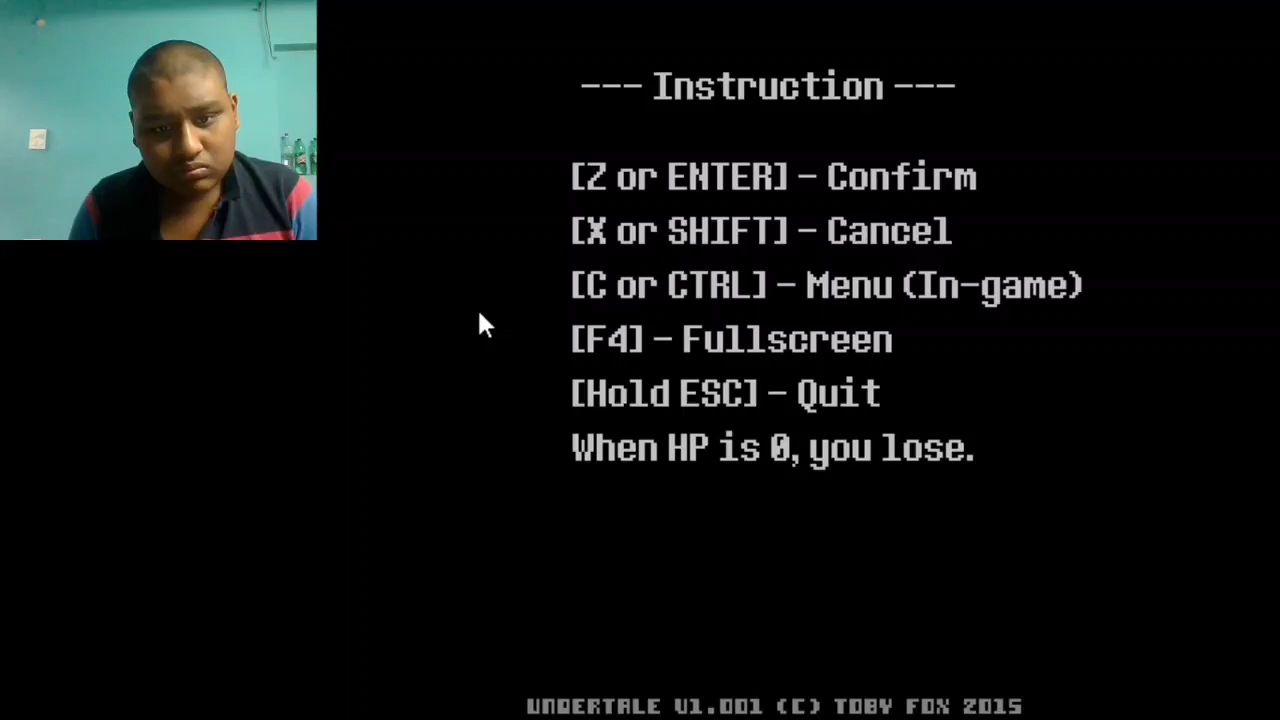 --- Instruction ---
[Z or ENTER] - Confirm
[X or SHIFT] - Cancel
[C or CTRL] - Menu (In-game)
[F4] - Fullscreen
[Hold ESC] - Quit
When HP is 0, you lose.
UNDERTALE V1.001 (C) TOBY FOX 2015